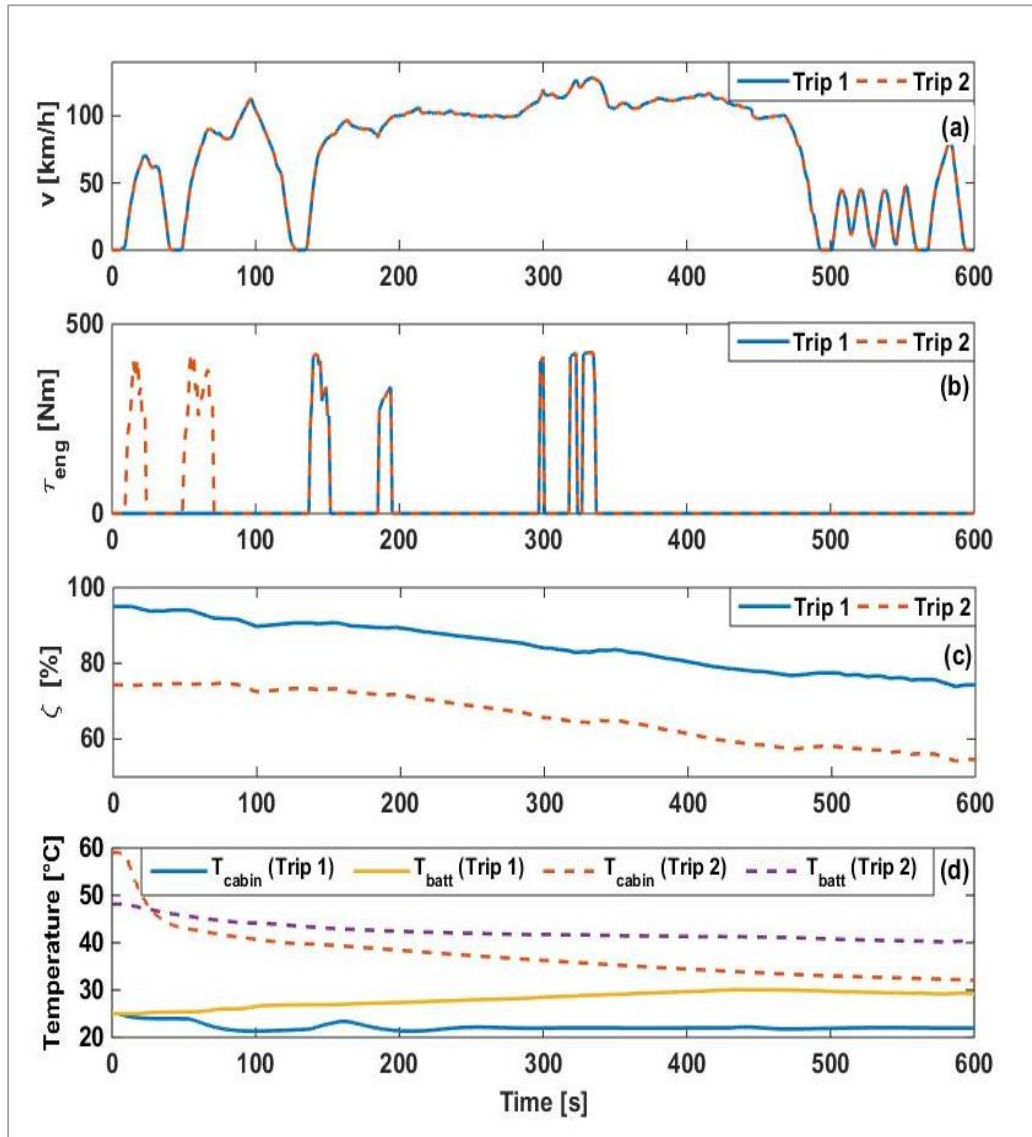 Trip 1 Trip 2
(a)
v [km/h]
100
50
0
0 100 200 300 400 500 600
Trip 1 Trip 2
(b)
τeng [Nm]
500
0
0 100 200 300 400 500 600
Trip 1 Trip 2
(c)
ζ [%]
100
80
60
0 100 200 300 400 500 600
Tcabin (Trip 1) Tbatt (Trip 1) Tcabin (Trip 2) Tbatt (Trip 2)
(d)
Temperature [°C]
60
50
40
30
20
0 100 200 300 400 500 600
Time [s]